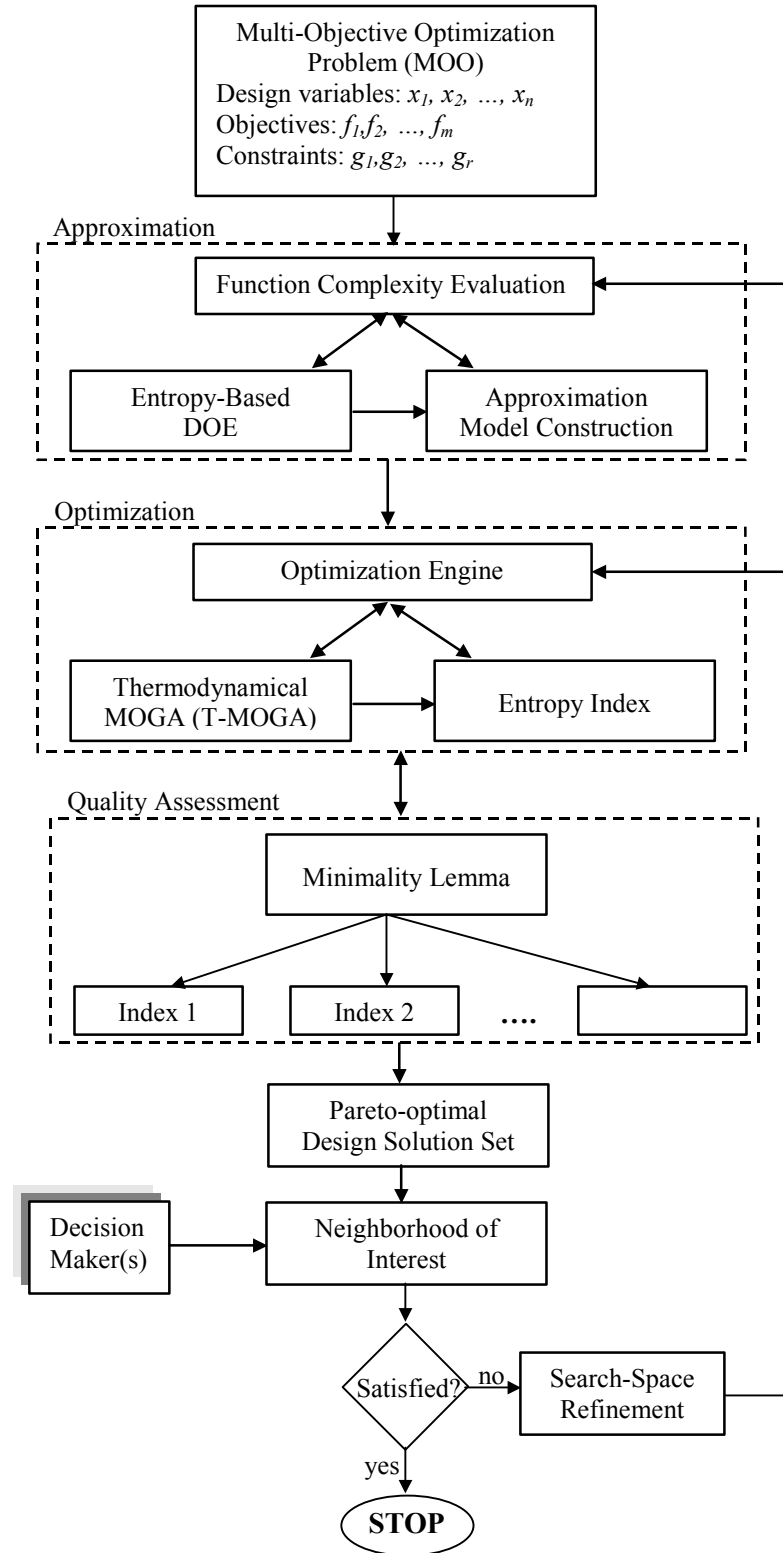 Multi-Objective Optimization
Problem (MOO)
Design variables: x₁, x₂, ..., xₙ
Objectives: f₁,f₂, ..., fₘ
Constraints: g₁,g₂, ..., gᵣ
Approximation
Function Complexity Evaluation
Entropy-Based
DOE
Approximation
Model Construction
Optimization
Optimization Engine
Thermodynamical
MOGA (T-MOGA)
Entropy Index
Quality Assessment
Minimality Lemma
Index 1
Index 2
....
Pareto-optimal
Design Solution Set
Decision
Maker(s)
Neighborhood of
Interest
Satisfied?
no
Search-Space
Refinement
yes
STOP